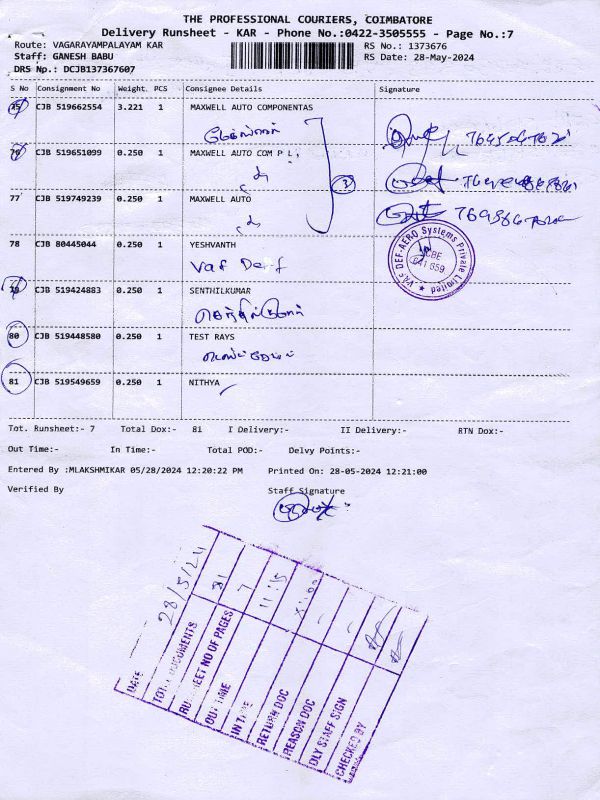 THE PROFESSIONAL COURIERS, COIMBATORE
Delivery Runsheet - KAR - Phone No.:0422-3505555 - Page No.:7
Route: VAGARAYAMPALAYAM KAR
RS No.: 1373676
Staff: GANESH BABU
RS Date: 28-May-2024
DRS Np.: DCJB137367607
S No Consignment No Weight PCS Consignee Details Signature
75 CJB 519662554 3.221 1 MAXWELL AUTO COMPONENTAS
76 CJB 519651099 0.250 1 MAXWELL AUTO COM P L,
3
77 CJB 519749239 0.250 1 MAXWELL AUTO
78 CJB 80445044 0.250 1 YESHVANTH
Vaf Def
V&F DEF-AERO Systems Private Limited
CBE
641 659
79 CJB 519424883 0.250 1 SENTHILKUMAR
செந்தில்குமார்
80 CJB 519448580 0.250 1 TEST RAYS
81 CJB 519549659 0.250 1 NITHYA
Tot. Runsheet:- 7 Total Dox:- 81 I Delivery:- II Delivery:- RTN Dox:-
Out Time:- In Time:- Total POD:- Delvy Points:-
Entered By :MLAKSHMIKAR 05/28/2024 12:20:22 PM Printed On: 28-05-2024 12:21:00
Verified By Staff Signature
DATE 28/5/24
TOTAL DOCUMENTS 81
RUNSHEET NO OF PAGES 7
OUT TIME 11:15
IN TIME
RETURN DOC
REASON DOC
DLY STAFF SIGN
CHECKED BY